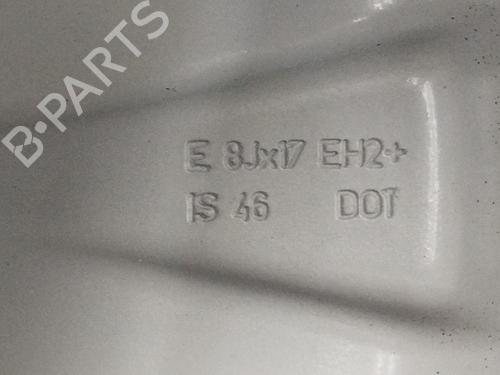 B-PARTS
E 8Jx17 EH2+
IS 46 DOT